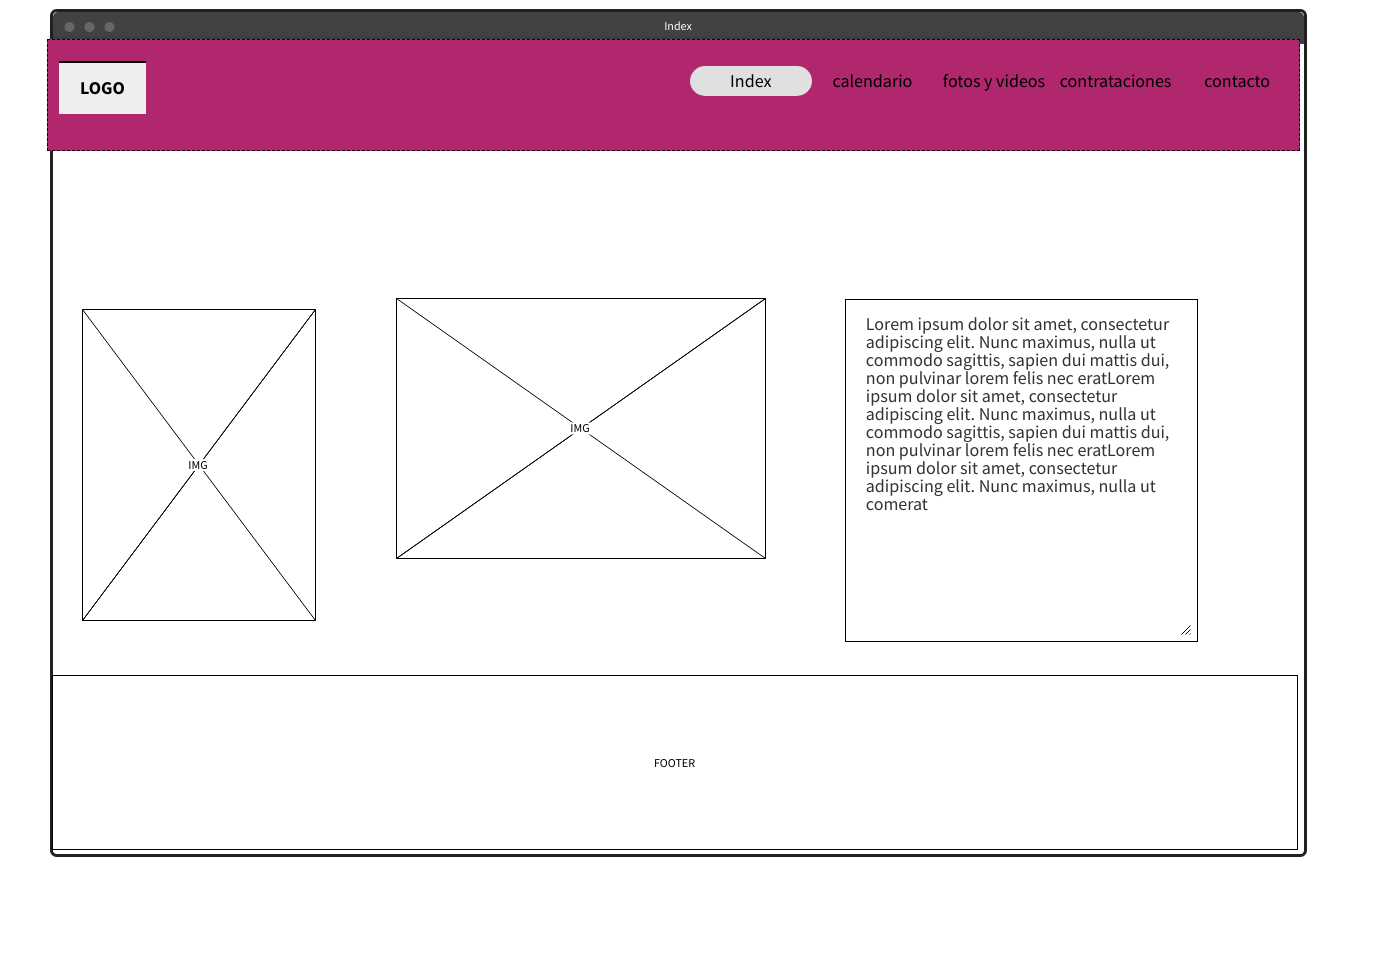 Index
LOGO
Index calendario fotos y videos contrataciones contacto
IMG
IMG
Lorem ipsum dolor sit amet, consectetur
adipiscing elit. Nunc maximus, nulla ut
commodo sagittis, sapien dui mattis dui,
non pulvinar lorem felis nec eratLorem
ipsum dolor sit amet, consectetur
adipiscing elit. Nunc maximus, nulla ut
commodo sagittis, sapien dui mattis dui,
non pulvinar lorem felis nec eratLorem
ipsum dolor sit amet, consectetur
adipiscing elit. Nunc maximus, nulla ut
comerat
FOOTER